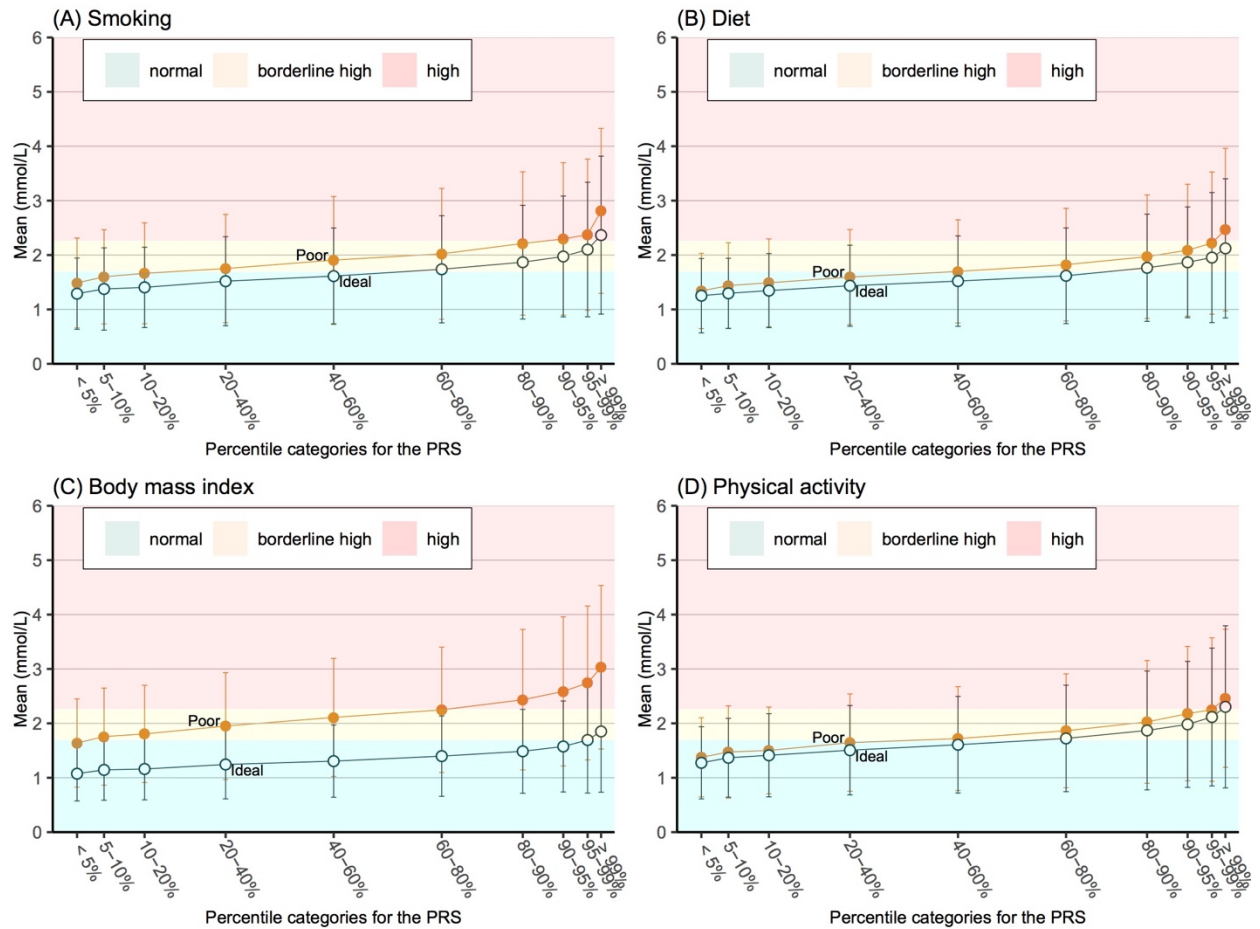 (A) Smoking
normal borderline high high
6
5
4
3
2
1
0
Mean (mmol/L)
Poor
Ideal
< 5% 5−10% 10−20% 20−40% 40−60% 60−80% 80−90% 90−95% 95−99% ≥ 99%
Percentile categories for the PRS
(B) Diet
normal borderline high high
6
5
4
3
2
1
0
Mean (mmol/L)
Poor
Ideal
< 5% 5−10% 10−20% 20−40% 40−60% 60−80% 80−90% 90−95% 95−99% ≥ 99%
Percentile categories for the PRS
(C) Body mass index
normal borderline high high
6
5
4
3
2
1
0
Mean (mmol/L)
Poor
Ideal
< 5% 5−10% 10−20% 20−40% 40−60% 60−80% 80−90% 90−95% 95−99% ≥ 99%
Percentile categories for the PRS
(D) Physical activity
normal borderline high high
6
5
4
3
2
1
0
Mean (mmol/L)
Poor
Ideal
< 5% 5−10% 10−20% 20−40% 40−60% 60−80% 80−90% 90−95% 95−99% ≥ 99%
Percentile categories for the PRS